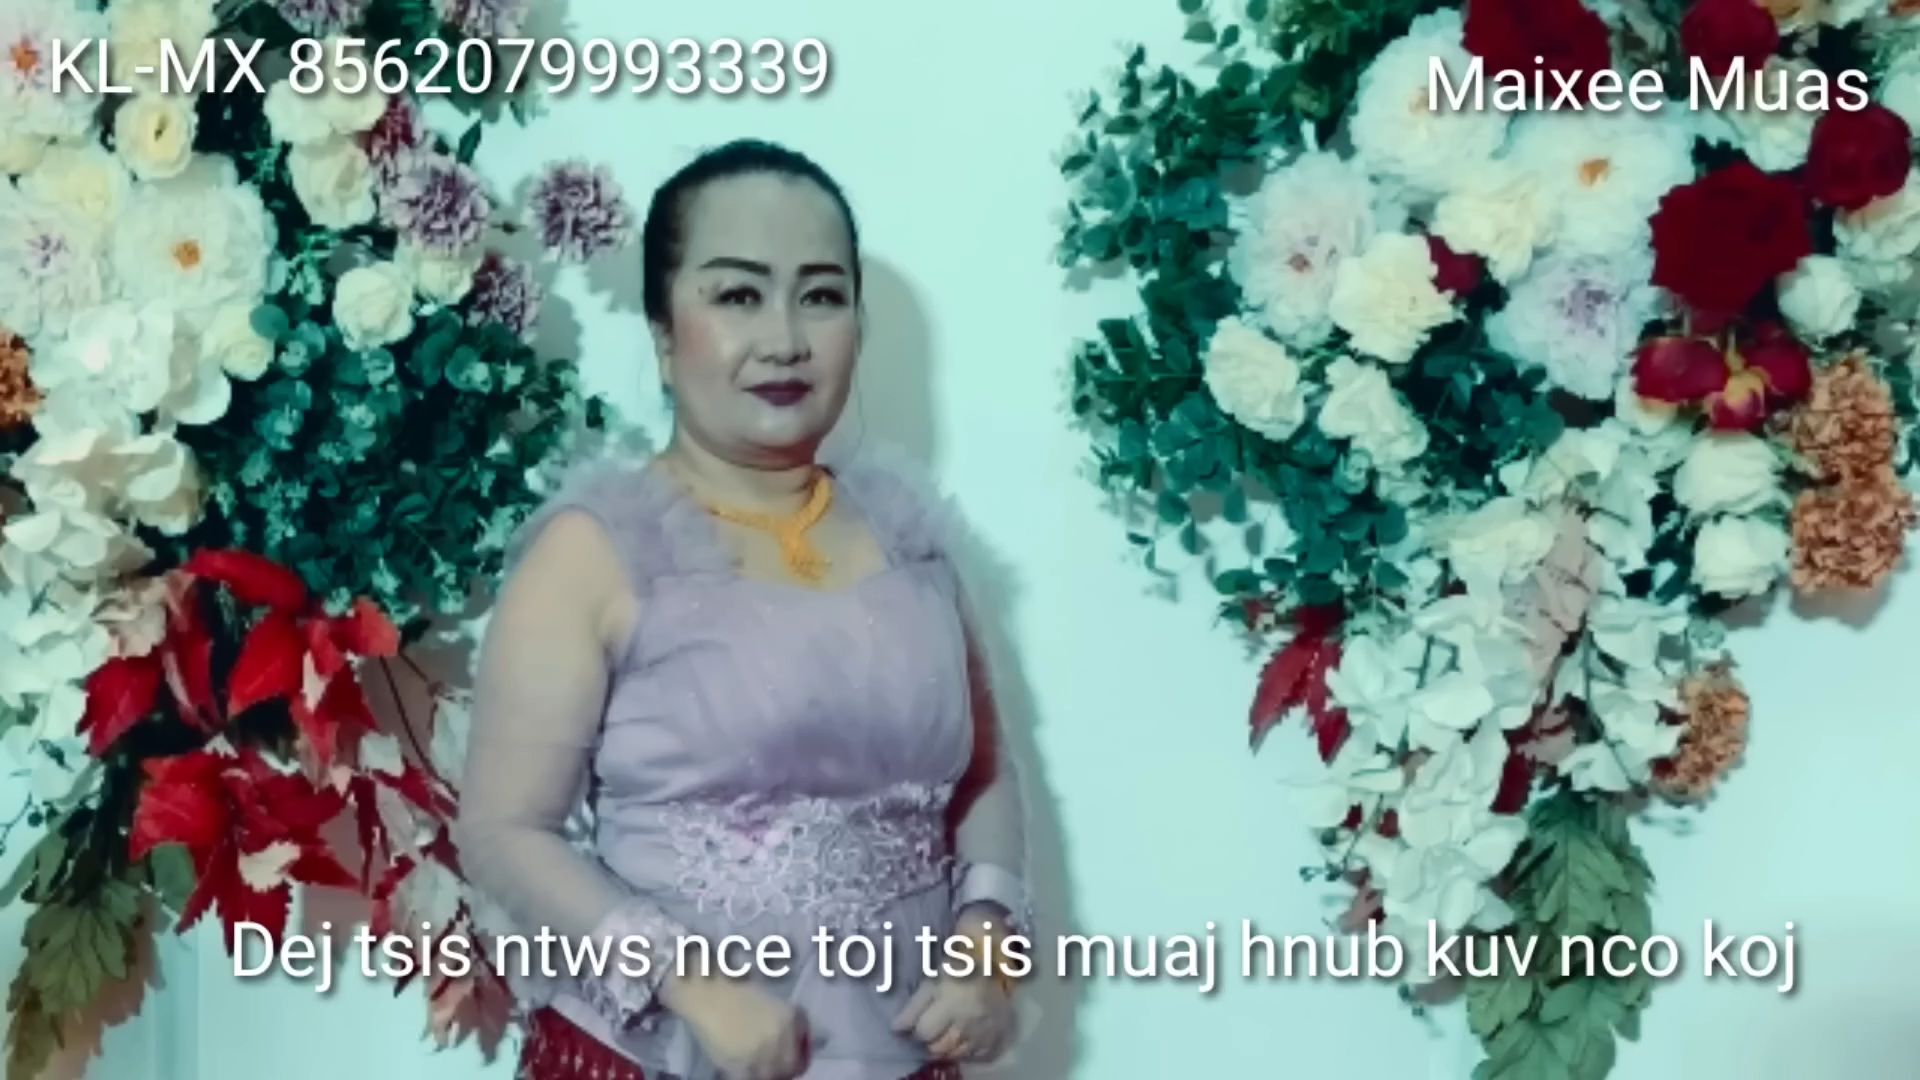 KL-MX 8562079993339
Maixee Muas
Dej tsis ntws nce toj tsis muaj hnub kuv nco koj